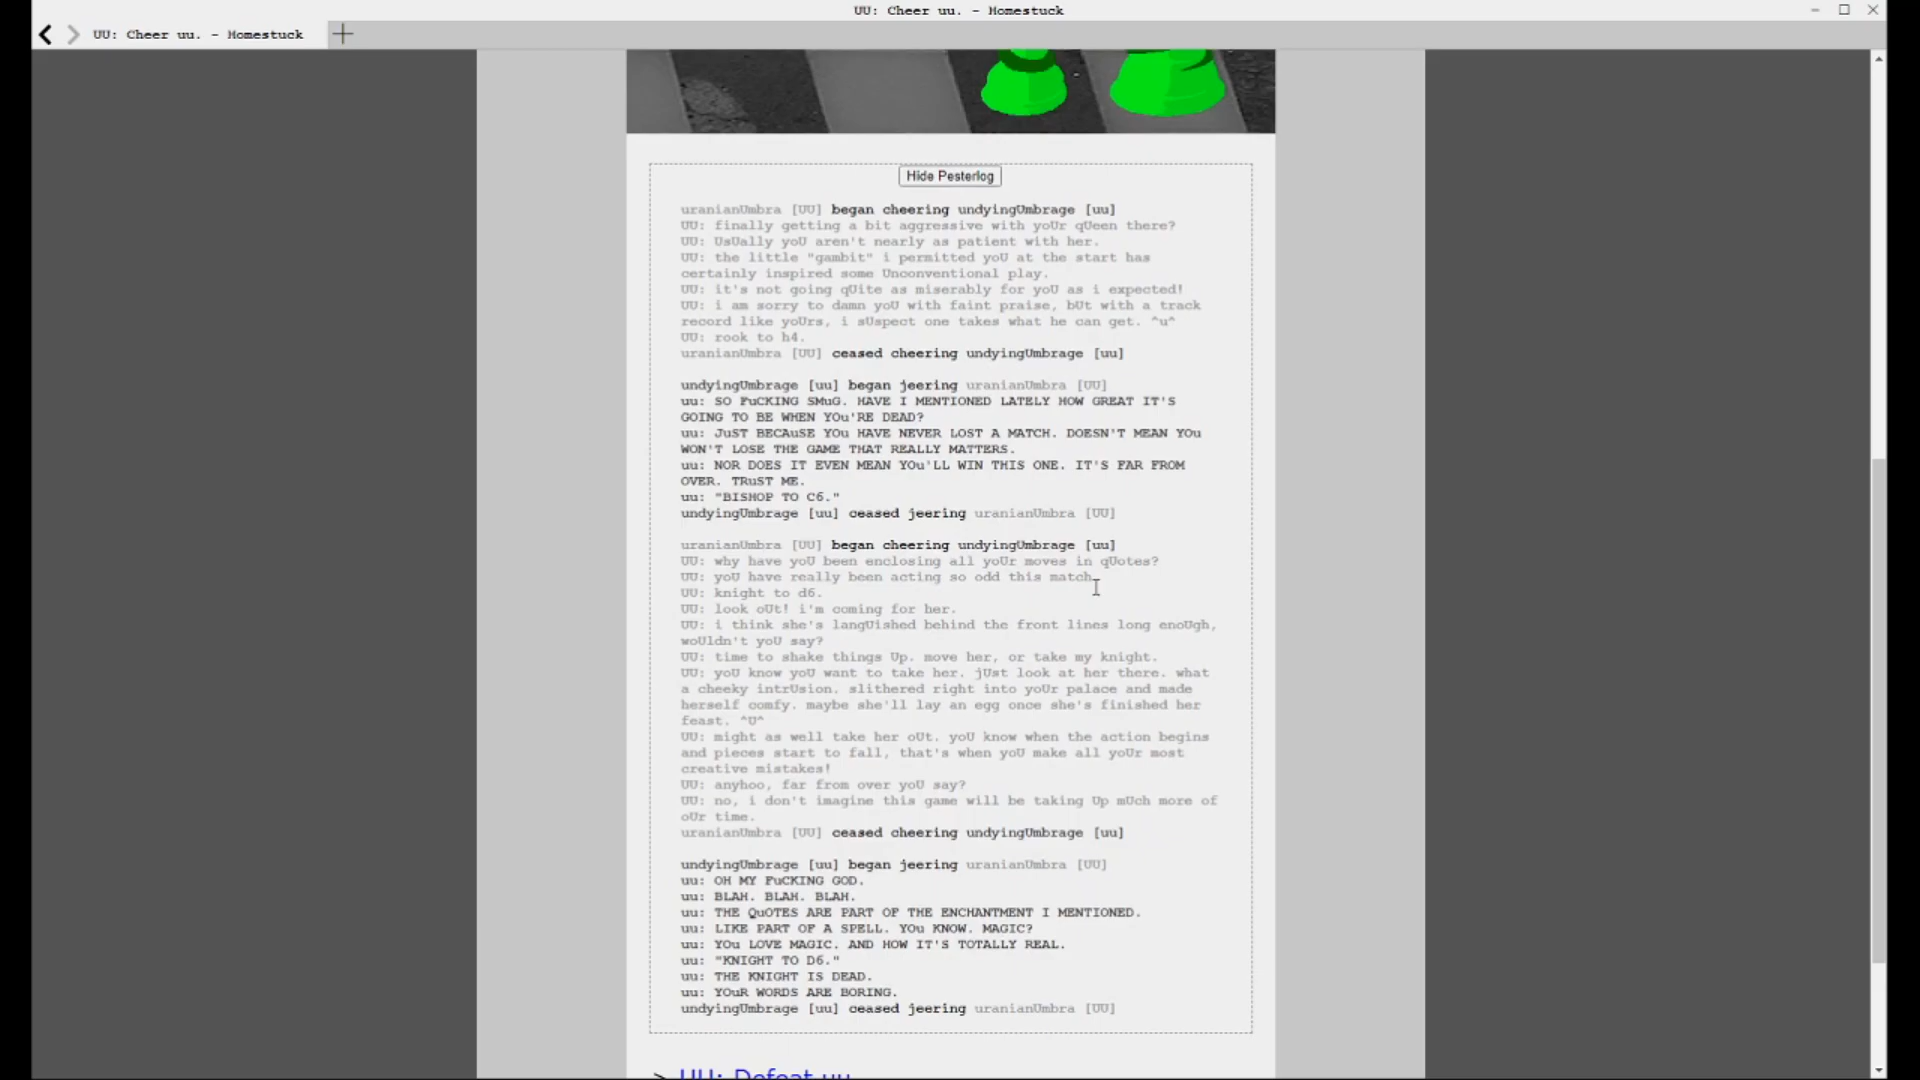 UU: Cheer uu. - Homestuck
UU: Cheer uu. - Homestuck
Hide Pesterlog
uranianUmbra [UU] began cheering undyingUmbrage [uu]
UU: finally getting a bit aggressive with yoUr qUeen there?
UU: UsUally yoU aren't nearly as patient with her.
UU: the little "gambit" i permitted yoU at the start has
certainly inspired some Unconventional play.
UU: it's not going qUite as miserably for yoU as i expected!
UU: i am sorry to damn yoU with faint praise, bUt with a track
record like yoUrs, i sUspect one takes what he can get. ^u^
UU: rook to h4.
uranianUmbra [UU] ceased cheering undyingUmbrage [uu]
undyingUmbrage [uu] began jeering uranianUmbra [UU]
uu: SO FuCKING SMuG. HAVE I MENTIONED LATELY HOW GREAT IT'S
GOING TO BE WHEN YOu'RE DEAD?
uu: JuST BECAuSE YOu HAVE NEVER LOST A MATCH. DOESN'T MEAN YOu
WON'T LOSE THE GAME THAT REALLY MATTERS.
uu: NOR DOES IT EVEN MEAN YOu'LL WIN THIS ONE. IT'S FAR FROM
OVER. TRuST ME.
uu: "BISHOP TO C6."
undyingUmbrage [uu] ceased jeering uranianUmbra [UU]
uranianUmbra [UU] began cheering undyingUmbrage [uu]
UU: why have yoU been enclosing all yoUr moves in qUotes?
UU: yoU have really been acting so odd this match.
UU: knight to d6.
UU: look oUt! i'm coming for her.
UU: i think she's langUished behind the front lines long enoUgh,
woUldn't yoU say?
UU: time to shake things Up. move her, or take my knight.
UU: yoU know yoU want to take her. jUst look at her there. what
a cheeky intrUsion. slithered right into yoUr palace and made
herself comfy. maybe she'll lay an egg once she's finished her
feast. ^U^
UU: might as well take her oUt. yoU know when the action begins
and pieces start to fall, that's when yoU make all yoUr most
creative mistakes!
UU: anyhoo, far from over yoU say?
UU: no, i don't imagine this game will be taking Up mUch more of
oUr time.
uranianUmbra [UU] ceased cheering undyingUmbrage [uu]
undyingUmbrage [uu] began jeering uranianUmbra [UU]
uu: OH MY FuCKING GOD.
uu: BLAH. BLAH. BLAH.
uu: THE QuOTES ARE PART OF THE ENCHANTMENT I MENTIONED.
uu: LIKE PART OF A SPELL. YOu KNOW. MAGIC?
uu: YOu LOVE MAGIC. AND HOW IT'S TOTALLY REAL.
uu: "KNIGHT TO D6."
uu: THE KNIGHT IS DEAD.
uu: YOuR WORDS ARE BORING.
undyingUmbrage [uu] ceased jeering uranianUmbra [UU]
> UU: Defeat uu.